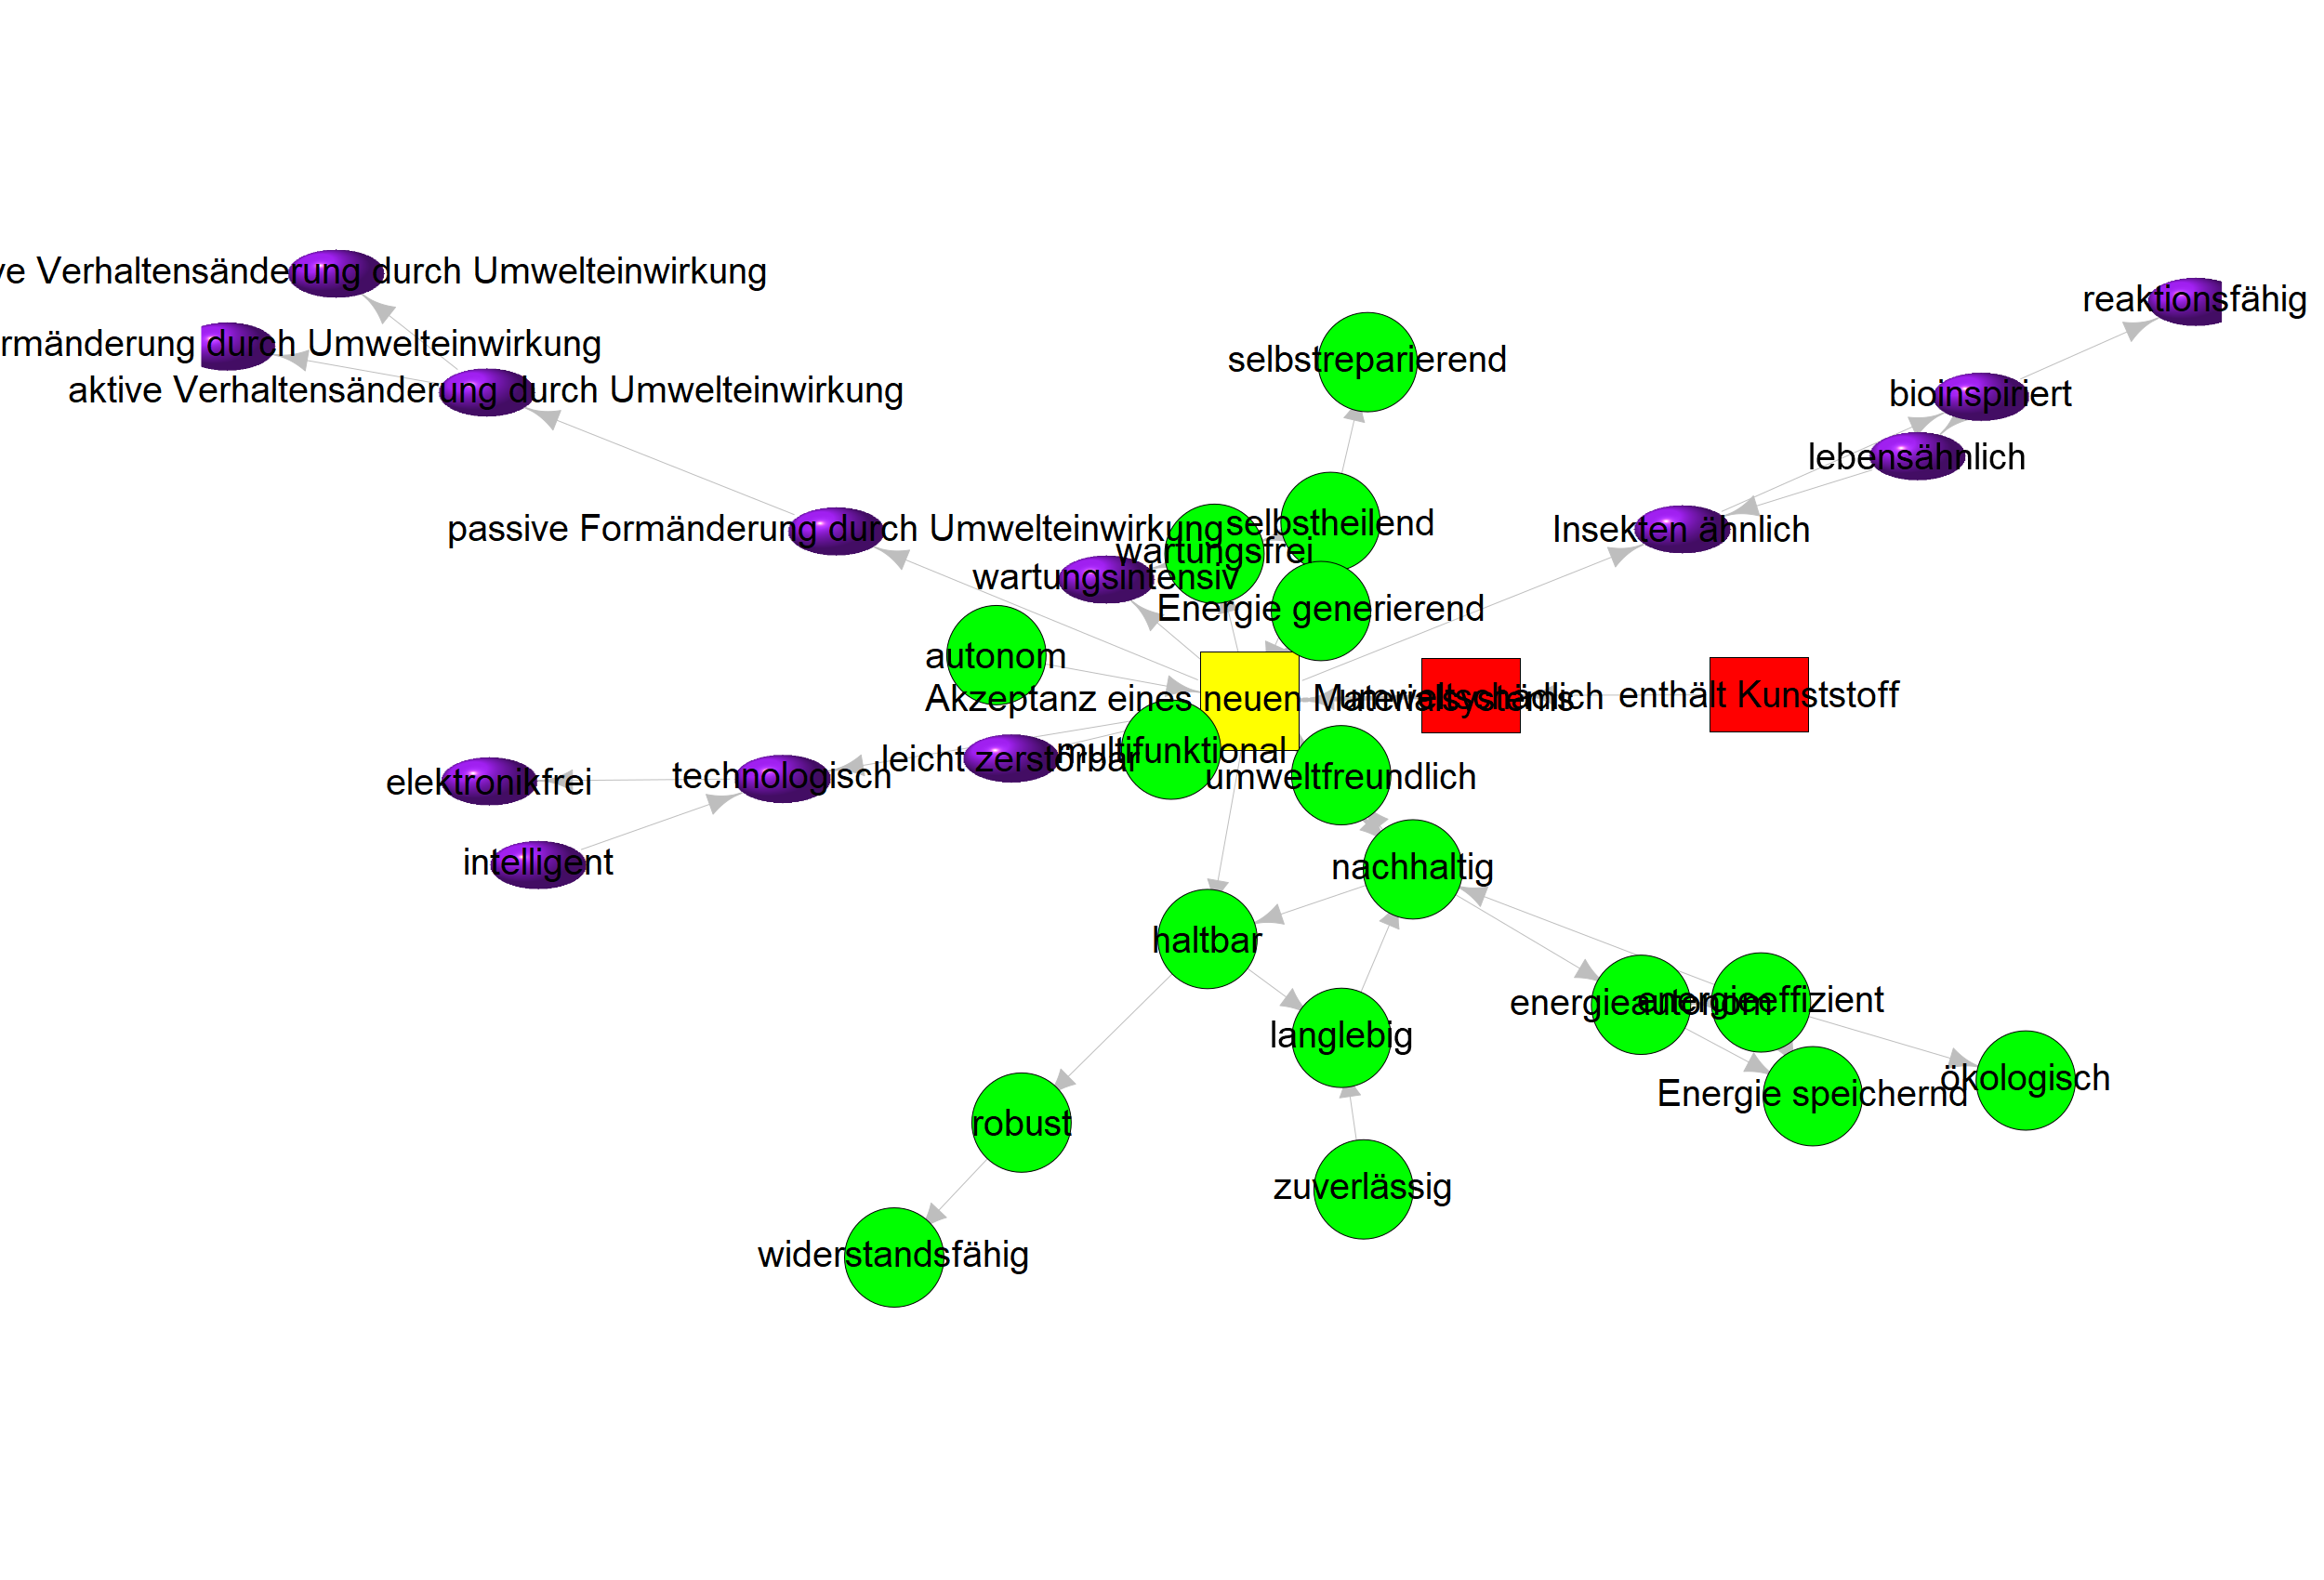 Verhaltensänderung durch Umwelteinwirkung
reaktionsfähig
durch Umwelteinwirkung
selbstreparierend
aktive Verhaltensänderung durch Umwelteinwirkung
bioinspiriert
lebensähnlich
passive Formänderung durch Umwelteinwirkung
selbstheilend
Insekten ähnlich
wartungsfrei
wartungsintensiv
Energie generierend
autonom
Akzeptanz eines neuen Materialsystems
umweltschädlich
enthält Kunststoff
multifunktional
leicht zerstörbar
technologisch
umweltfreundlich
elektronikfrei
intelligent
nachhaltig
haltbar
energieautonom
energieeffizient
langlebig
ökologisch
Energie speichernd
robust
zuverlässig
widerstandsfähig